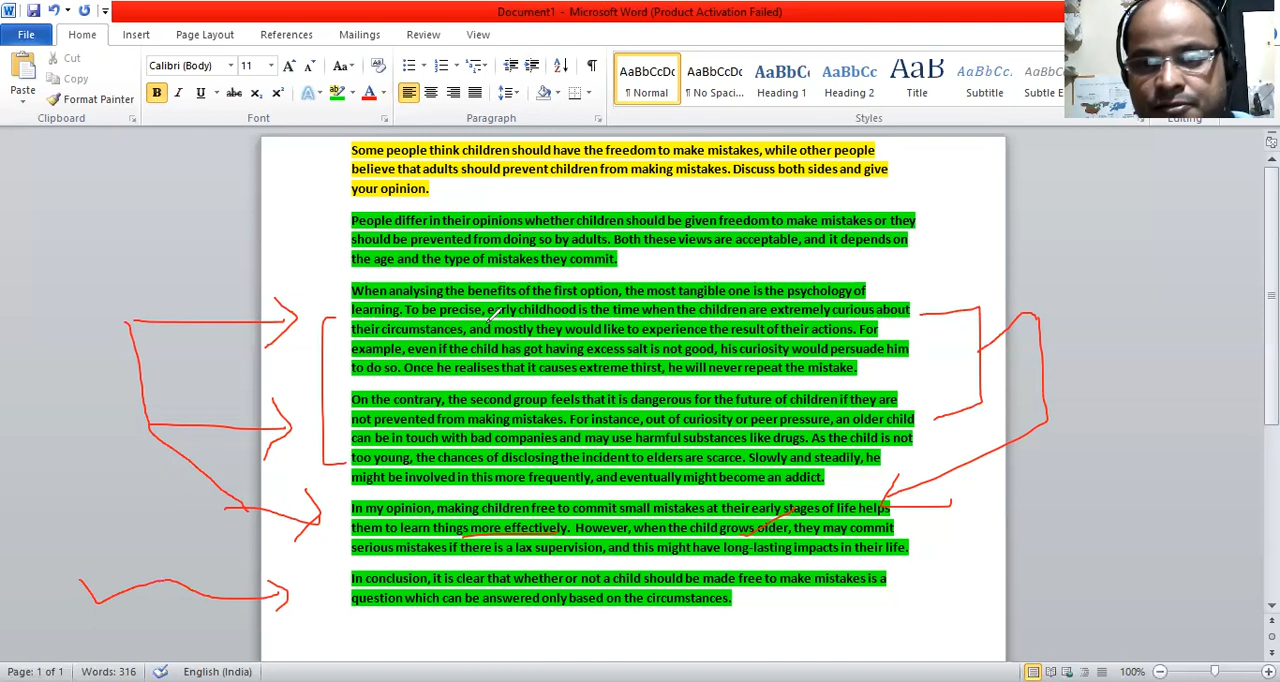 Document1 - Microsoft Word (Product Activation Failed)
File Home Insert Page Layout References Mailings Review View
Cut
Copy
Format Painter
Paste
Calibri (Body) 11
AaBbCcDc AaBbCcDc AaBbC AaBbCc AaB AaBbCcD AaBbCcD
¶ Normal ¶ No Spaci... Heading 1 Heading 2 Title Subtitle Subtle E
Clipboard Font Paragraph Styles
Some people think children should have the freedom to make mistakes, while other people
believe that adults should prevent children from making mistakes. Discuss both sides and give
your opinion.
People differ in their opinions whether children should be given freedom to make mistakes or they
should be prevented from doing so by adults. Both these views are acceptable, and it depends on
the age and the type of mistakes they commit.
When analysing the benefits of the first option, the most tangible one is the psychology of
learning. To be precise, early childhood is the time when the children are extremely curious about
their circumstances, and mostly they would like to experience the result of their actions. For
example, even if the child has got having excess salt is not good, his curiosity would persuade him
to do so. Once he realises that it causes extreme thirst, he will never repeat the mistake.
On the contrary, the second group feels that it is dangerous for the future of children if they are
not prevented from making mistakes. For instance, out of curiosity or peer pressure, an older child
can be in touch with bad companies and may use harmful substances like drugs. As the child is not
too young, the chances of disclosing the incident to elders are scarce. Slowly and steadily, he
might be involved in this more frequently, and eventually might become an addict.
In my opinion, making children free to commit small mistakes at their early stages of life helps
them to learn things more effectively. However, when the child grows older, they may commit
serious mistakes if there is a lax supervision, and this might have long-lasting impacts in their life.
In conclusion, it is clear that whether or not a child should be made free to make mistakes is a
question which can be answered only based on the circumstances.
Page: 1 of 1 Words: 316 English (India) 100%